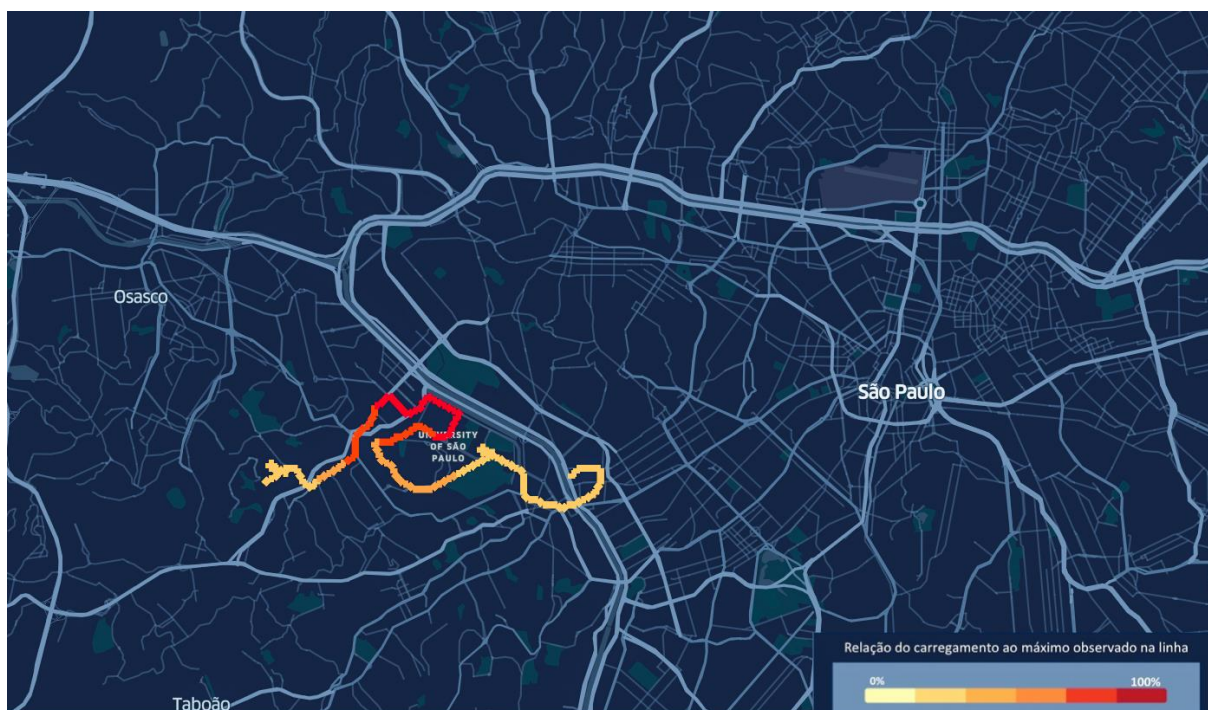 Osasco
São Paulo
UNIVERSITY
OF SÃO
PAULO
Taboão
Relação do carregamento ao máximo observado na linha
0%
100%